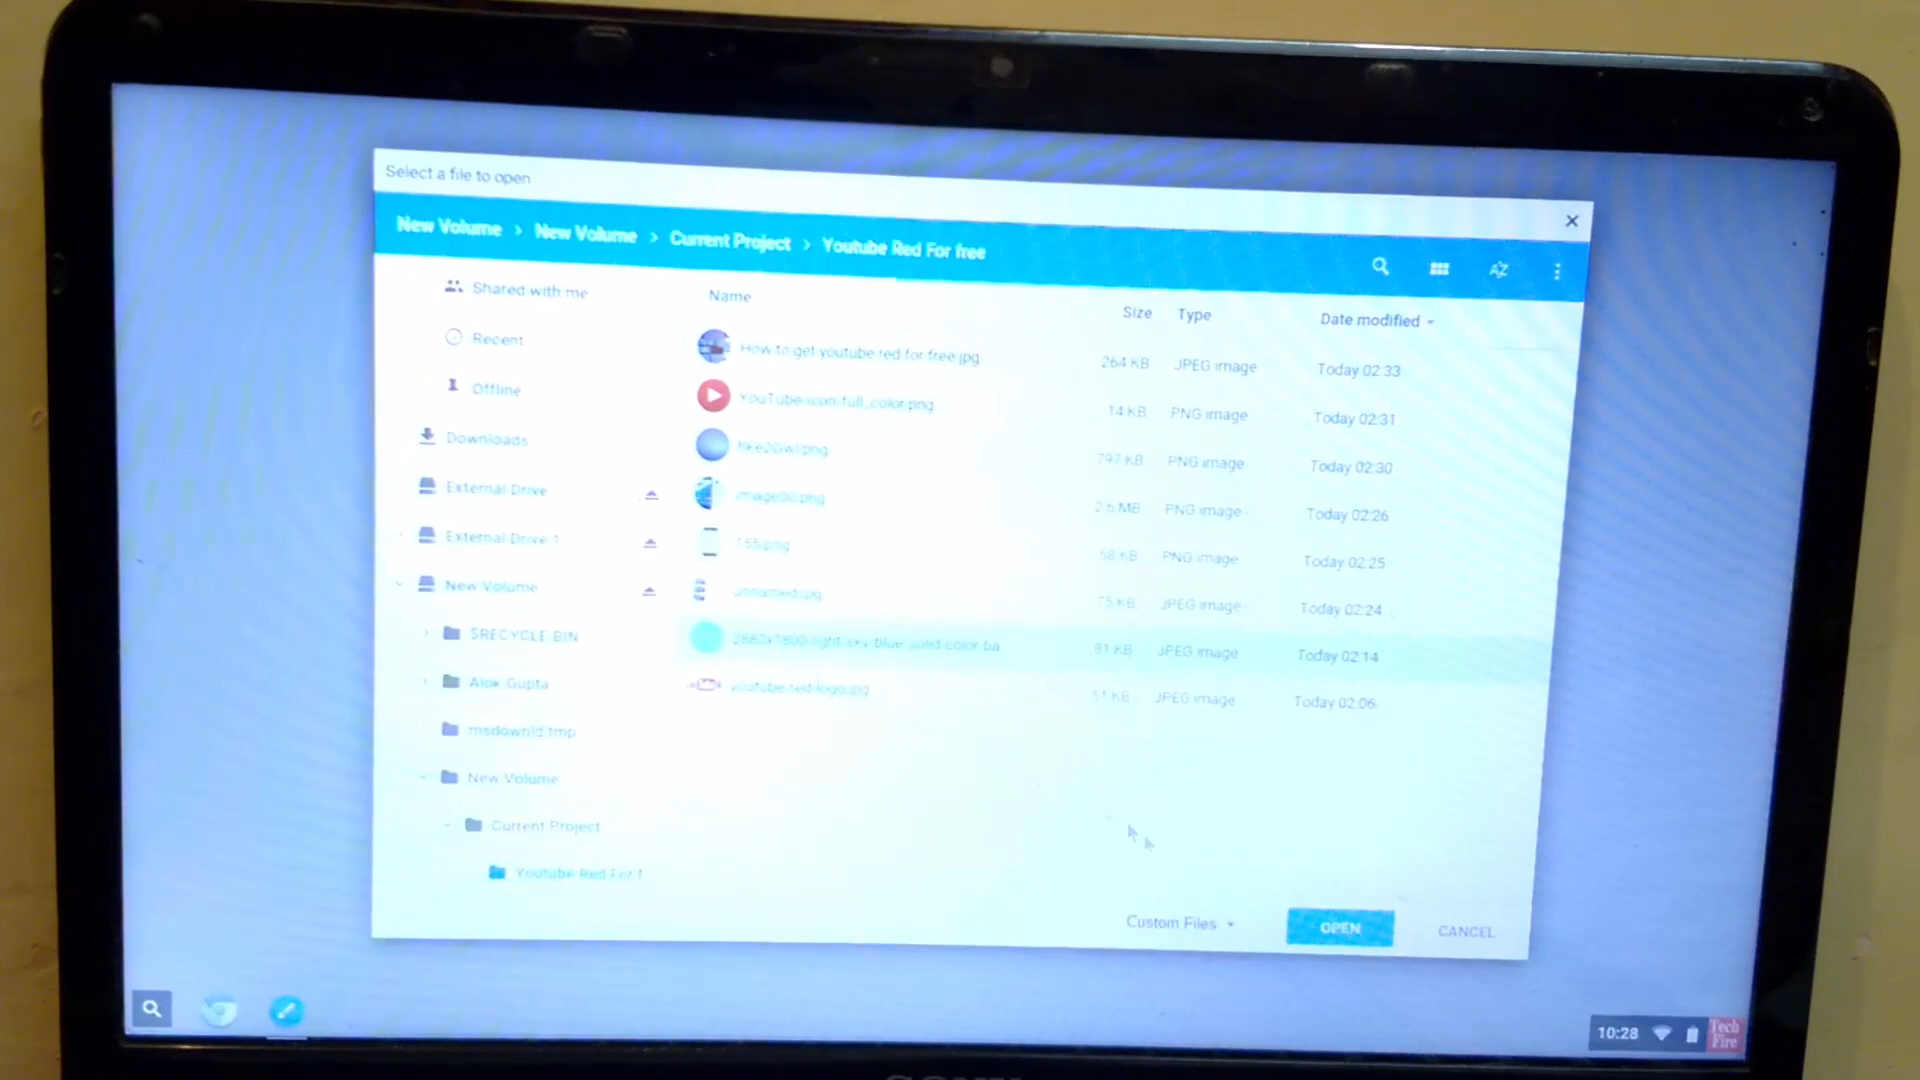 Select a file to open
New Volume > New Volume > Current Project > Youtube Red For free
Shared with me
Recent
Offline
Downloads
External Drive
External Drive 1
New Volume
$RECYCLE.BIN
Alok Gupta
msdownld.tmp
New Volume
Current Project
Youtube Red For f
Name Size Type Date modified
How to get youtube red for free.jpg 264 KB JPEG image Today 02:33
YouTube-icon-full_color.png 14 KB PNG image Today 02:31
792 KB PNG image Today 02:30
image00.png 2.6 MB PNG image Today 02:26
58 KB PNG image Today 02:25
unnamed.jpg 75 KB JPEG image Today 02:24
2880x1800-light-sky-blue-solid-color-ba 81 KB JPEG image Today 02:14
youtube-red-logo.jpg 51 KB JPEG image Today 02:06
Custom Files OPEN CANCEL
10:28
Tech
Fire